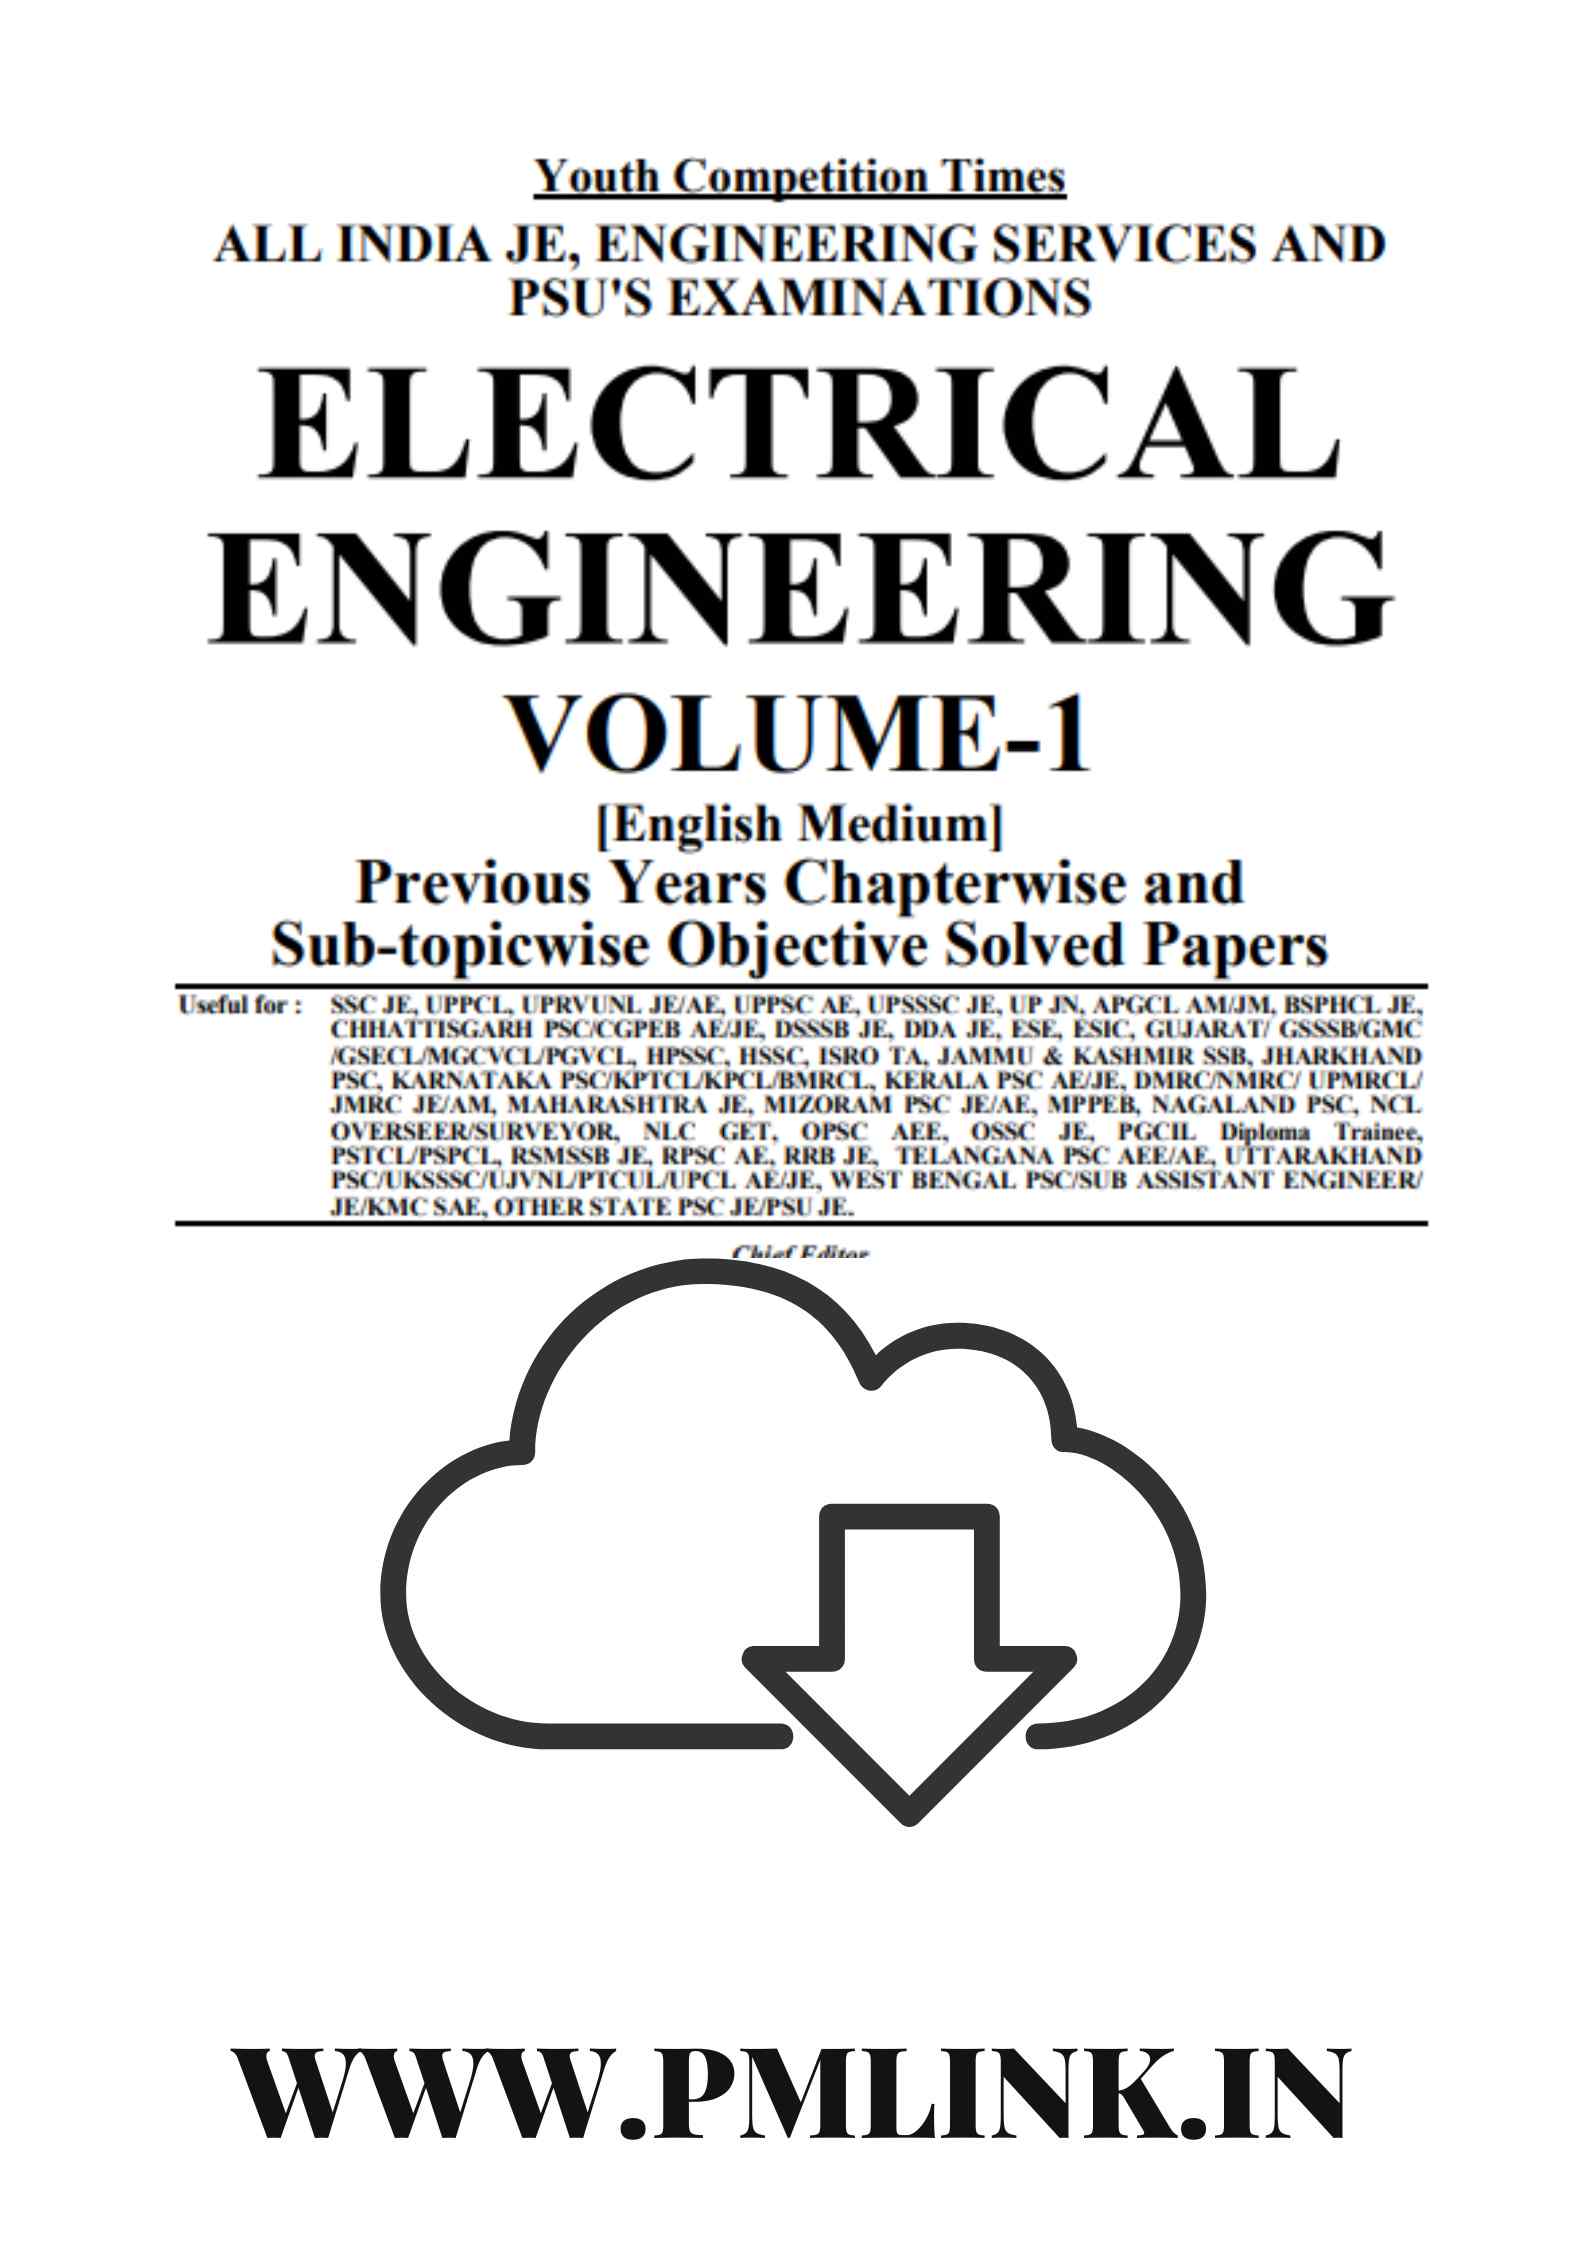 Youth Competition Times
ALL INDIA JE, ENGINEERING SERVICES AND
PSU'S EXAMINATIONS
ELECTRICAL
ENGINEERING
VOLUME-1
[English Medium]
Previous Years Chapterwise and
Sub-topicwise Objective Solved Papers
Useful for : SSC JE, UPPCL, UPRVUNL JE/AE, UPPSC AE, UPSSSC JE, UP JN, APGCL AM/JM, BSPHCL JE,
CHHATTISGARH PSC/CGPEB AE/JE, DSSSB JE, DDA JE, ESE, ESIC, GUJARAT/ GSSSB/GMC
/GSECL/MGCVCL/PGVCL, HPSSC, HSSC, ISRO TA, JAMMU & KASHMIR SSB, JHARKHAND
PSC, KARNATAKA PSC/KPTCL/KPCL/BMRCL, KERALA PSC AE/JE, DMRC/NMRC/ UPMRCL/
JMRC JE/AM, MAHARASHTRA JE, MIZORAM PSC JE/AE, MPPEB, NAGALAND PSC, NCL
OVERSEER/SURVEYOR, NLC GET, OPSC AEE, OSSC JE, PGCIL Diploma Trainee,
PSTCL/PSPCL, RSMSSB JE, RPSC AE, RRB JE, TELANGANA PSC AEE/AE, UTTARAKHAND
PSC/UKSSSC/UJVNL/PTCUL/UPCL AE/JE, WEST BENGAL PSC/SUB ASSISTANT ENGINEER/
JE/KMC SAE, OTHER STATE PSC JE/PSU JE.
Chief Editor
WWW.PMLINK.IN